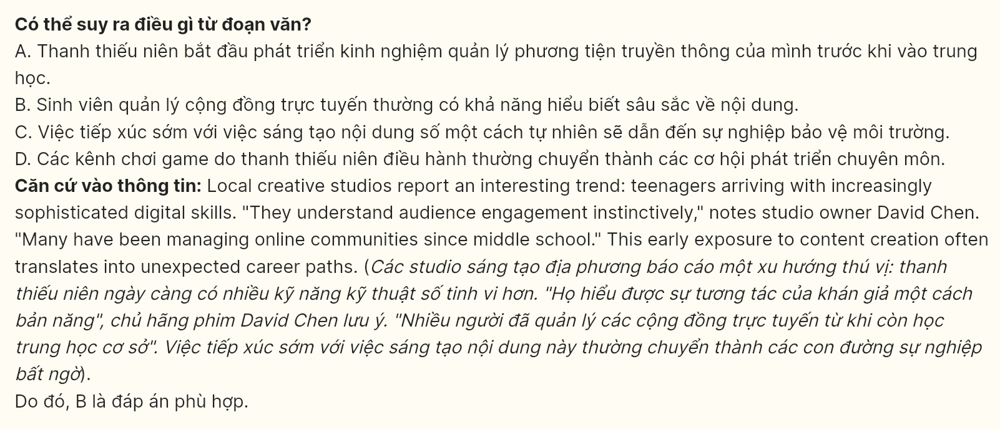 Có thể suy ra điều gì từ đoạn văn?
A. Thanh thiếu niên bắt đầu phát triển kinh nghiệm quản lý phương tiện truyền thông của mình trước khi vào trung
học.
B. Sinh viên quản lý cộng đồng trực tuyến thường có khả năng hiểu biết sâu sắc về nội dung.
C. Việc tiếp xúc sớm với việc sáng tạo nội dung số một cách tự nhiên sẽ dẫn đến sự nghiệp bảo vệ môi trường.
D. Các kênh chơi game do thanh thiếu niên điều hành thường chuyển thành các cơ hội phát triển chuyên môn.
Căn cứ vào thông tin: Local creative studios report an interesting trend: teenagers arriving with increasingly
sophisticated digital skills. "They understand audience engagement instinctively," notes studio owner David Chen.
"Many have been managing online communities since middle school." This early exposure to content creation often
translates into unexpected career paths. (Các studio sáng tạo địa phương báo cáo một xu hướng thú vị: thanh
thiếu niên ngày càng có nhiều kỹ năng kỹ thuật số tinh vi hơn. "Họ hiểu được sự tương tác của khán giả một cách
bản năng", chủ hãng phim David Chen lưu ý. "Nhiều người đã quản lý các cộng đồng trực tuyến từ khi còn học
trung học cơ sở". Việc tiếp xúc sớm với việc sáng tạo nội dung này thường chuyển thành các con đường sự nghiệp
bất ngờ).
Do đó, B là đáp án phù hợp.